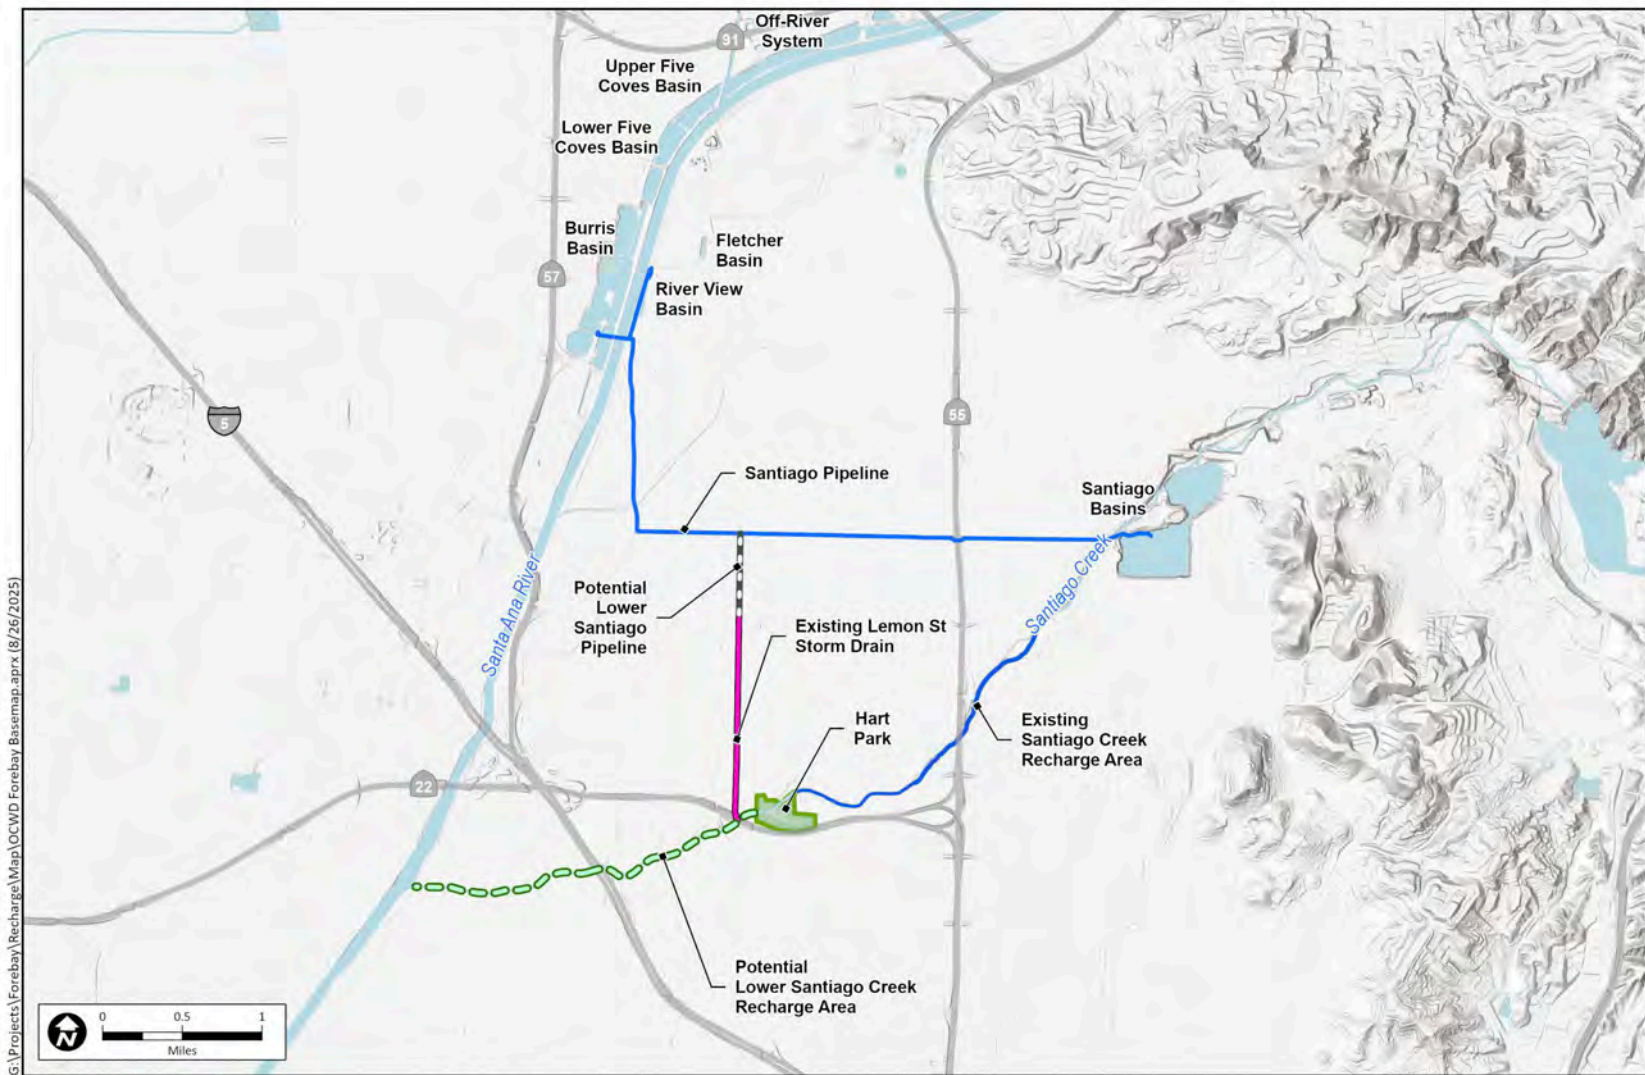 Off-River
System
91
Upper Five
Coves Basin
Lower Five
Coves Basin
Burris
Basin
Fletcher
Basin
57
River View
Basin
5
55
Santiago Pipeline
Santiago
Basins
Santiago Creek
Santa Ana River
Potential
Lower
Santiago
Pipeline
Existing Lemon St
Storm Drain
Hart
Park
Existing
Santiago Creek
Recharge Area
22
Potential
Lower Santiago Creek
Recharge Area
N
0 0.5 1
Miles
G:\Projects\Forebay\Recharge\Map\OCWD Forebay Basemap.aprx (8/26/2025)